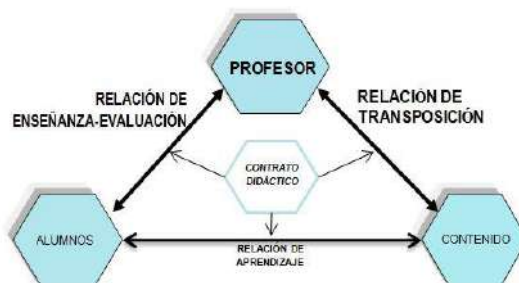 PROFESOR
RELACIÓN DE
ENSEÑANZA-EVALUACIÓN
RELACIÓN DE
TRANSPOSICIÓN
CONTRATO
DIDÁCTICO
ALUMNOS
RELACIÓN DE
APRENDIZAJE
CONTENIDO